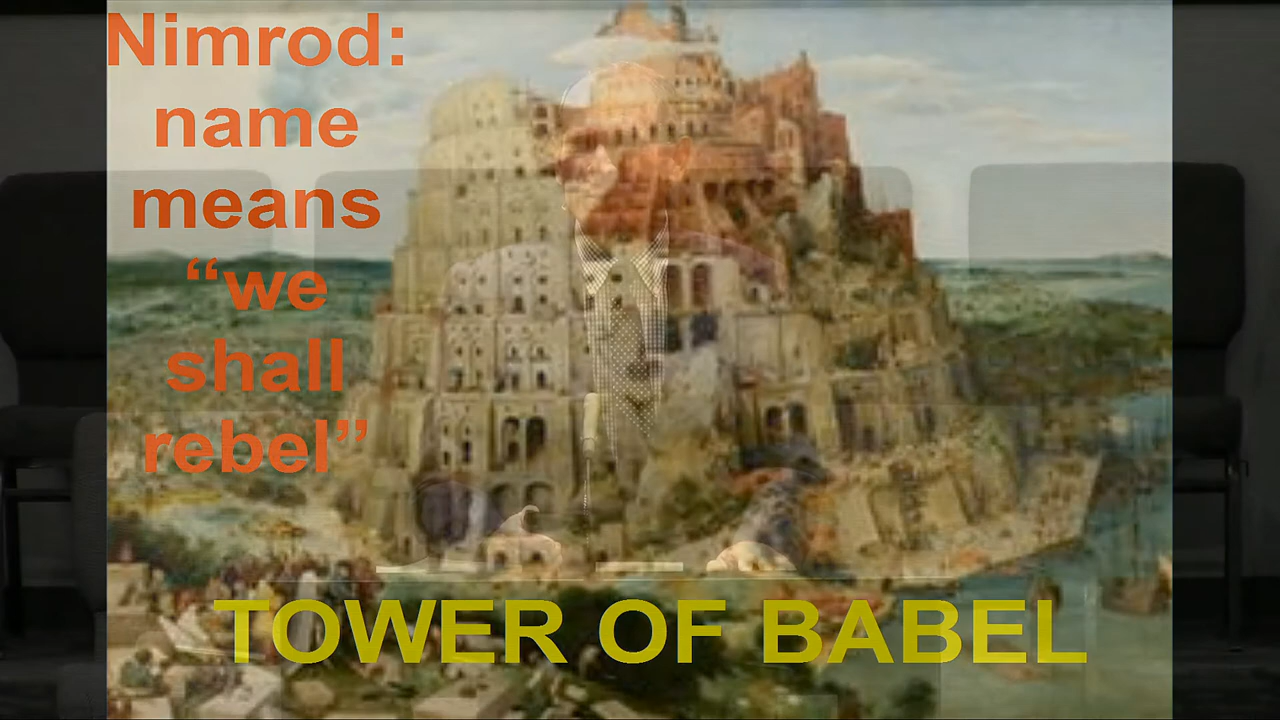 Nimrod:
name
means
“we
shall
rebel”
TOWER OF BABEL